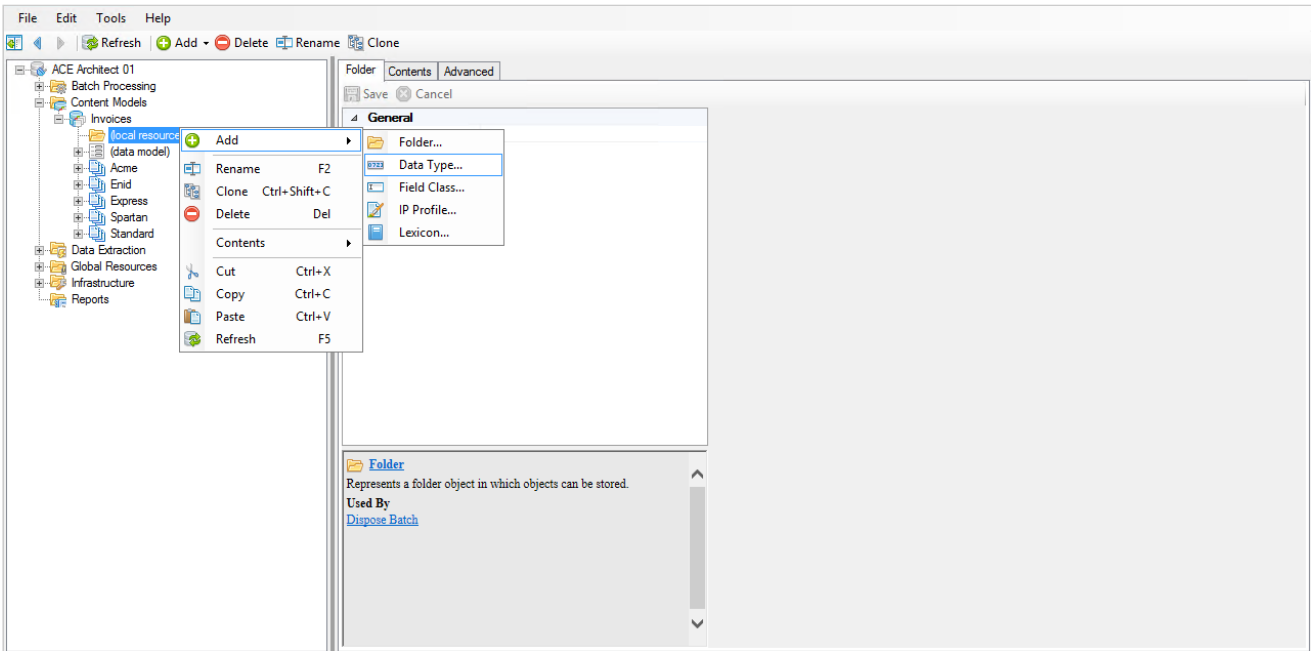 File Edit Tools Help
Refresh Add Delete Rename Clone
ACE Architect 01
Batch Processing
Content Models
Invoices
(local resource
(data model)
Acme
Enid
Express
Spartan
Standard
Data Extraction
Global Resources
Infrastructure
Reports
Add
Rename F2
Clone Ctrl+Shift+C
Delete Del
Contents
Cut Ctrl+X
Copy Ctrl+C
Paste Ctrl+V
Refresh F5
Folder...
Data Type...
Field Class...
IP Profile...
Lexicon...
Folder Contents Advanced
Save Cancel
General
Folder
Represents a folder object in which objects can be stored.
Used By
Dispose Batch